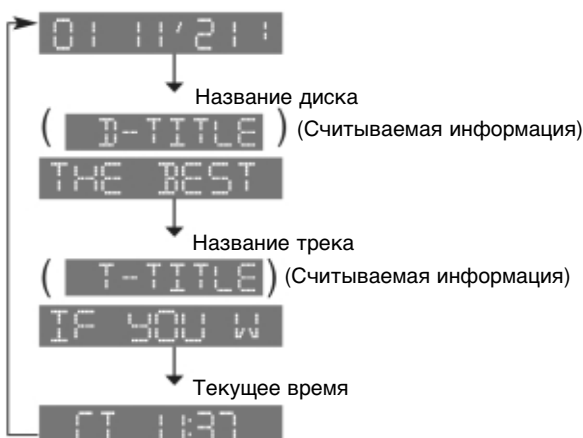 01 11'21"
Название диска
( D-TITLE ) (Считываемая информация)
THE BEST
Название трека
( T-TITLE ) (Считываемая информация)
IF YOU W
Текущее время
CT 11:37